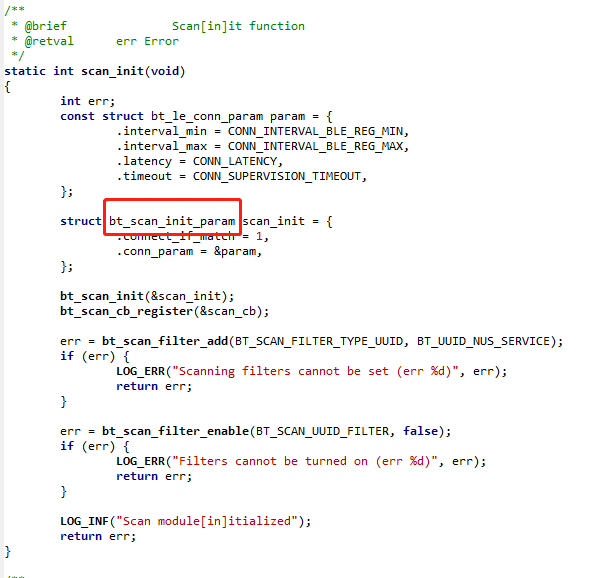 /**
 * @brief               Scan[in]it function
 * @retval      err Error
 */
static int scan_init(void)
{
        int err;
        const struct bt_le_conn_param param = {
                .interval_min = CONN_INTERVAL_BLE_REG_MIN,
                .interval_max = CONN_INTERVAL_BLE_REG_MAX,
                .latency = CONN_LATENCY,
                .timeout = CONN_SUPERVISION_TIMEOUT,
        };

        struct bt_scan_init_param scan_init = {
                .connect_if_match = 1,
                .conn_param = &param,
        };

        bt_scan_init(&scan_init);
        bt_scan_cb_register(&scan_cb);

        err = bt_scan_filter_add(BT_SCAN_FILTER_TYPE_UUID, BT_UUID_NUS_SERVICE);
        if (err) {
                LOG_ERR("Scanning filters cannot be set (err %d)", err);
                return err;
        }

        err = bt_scan_filter_enable(BT_SCAN_UUID_FILTER, false);
        if (err) {
                LOG_ERR("Filters cannot be turned on (err %d)", err);
                return err;
        }

        LOG_INF("Scan module[in]itialized");
        return err;
}